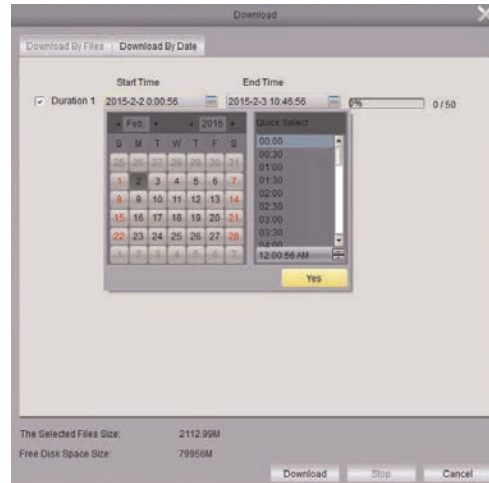 Download
Download By Files Download By Date
Start Time End Time
Duration 1 2015-2-2 0:00:56 2015-2-3 10:46:56 0% 0 / 50
Feb. 2015 Quick Select
S M T W T F S
25 26 27 28 29 30 31
1 2 3 4 5 6 7
8 9 10 11 12 13 14
15 16 17 18 19 20 21
22 23 24 25 26 27 28
1 2 3 4 5 6 7
00:00
00:30
01:00
01:30
02:00
02:30
03:00
03:30
04:00
12:00:56 AM
Yes
The Selected Files Size: 2112.99M
Free Disk Space Size: 79956M
Download Stop Cancel